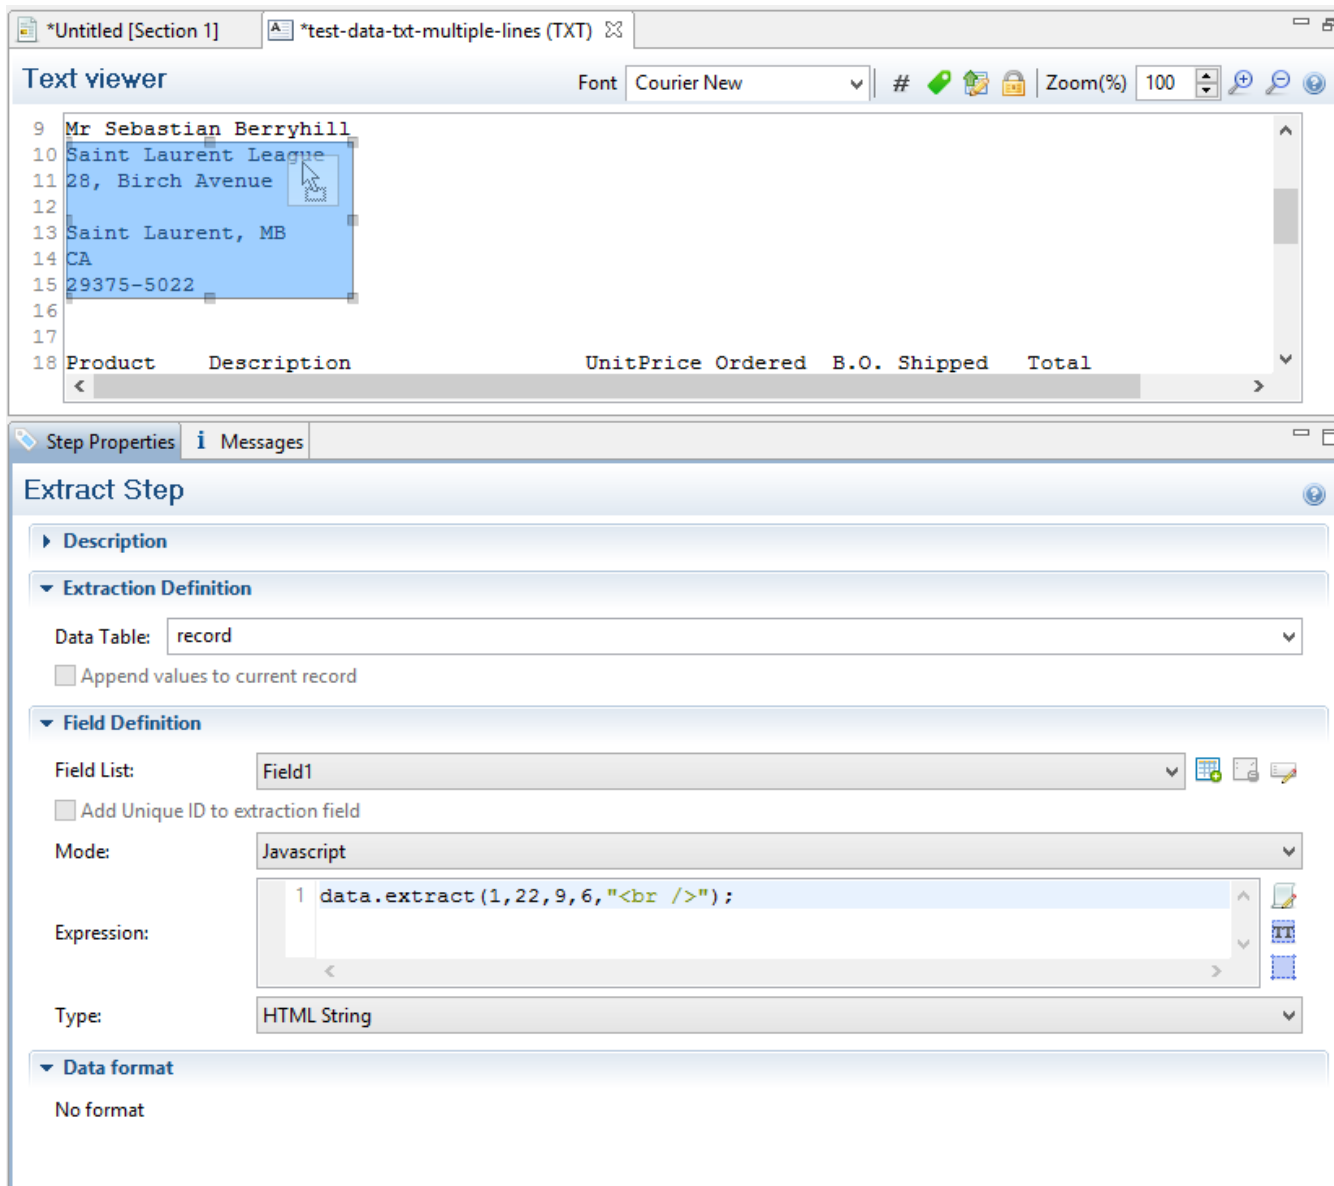 *Untitled [Section 1] *test-data-txt-multiple-lines (TXT)
Text viewer Font Courier New # Zoom(%) 100
9 Mr Sebastian Berryhill
10 Saint Laurent League
11 28, Birch Avenue
12
13 Saint Laurent, MB
14 CA
15 29375-5022
16
17
18 Product Description UnitPrice Ordered B.O. Shipped Total
Step Properties i Messages
Extract Step
Description
Extraction Definition
Data Table: record
Append values to current record
Field Definition
Field List: Field1
Add Unique ID to extraction field
Mode: Javascript
1 data.extract(1,22,9,6,"<br />");
Expression:
TT
Type: HTML String
Data format
No format